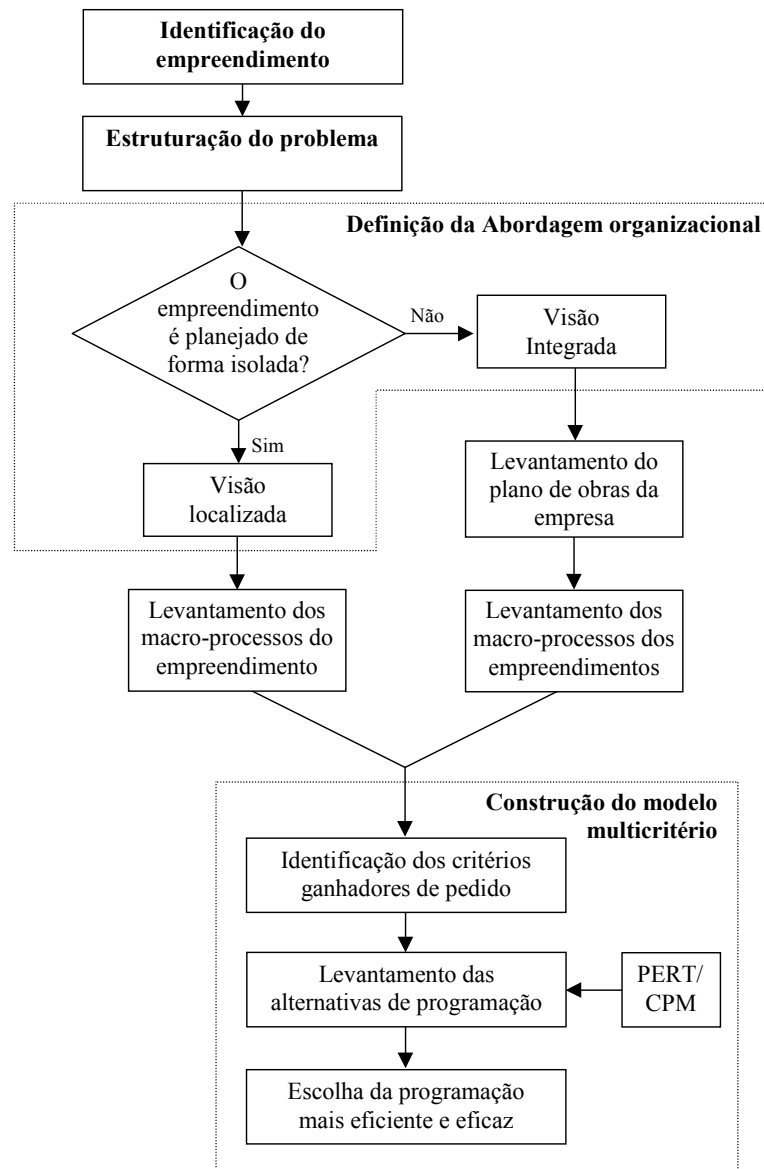 Identificação do
empreendimento
Estruturação do problema
Definição da Abordagem organizacional
O
empreendimento
é planejado de
forma isolada?
Não
Visão
Integrada
Sim
Visão
localizada
Levantamento do
plano de obras da
empresa
Levantamento dos
macro-processos do
empreendimento
Levantamento dos
macro-processos dos
empreendimentos
Construção do modelo
multicritério
Identificação dos critérios
ganhadores de pedido
Levantamento das
alternativas de programação
PERT/
CPM
Escolha da programação
mais eficiente e eficaz